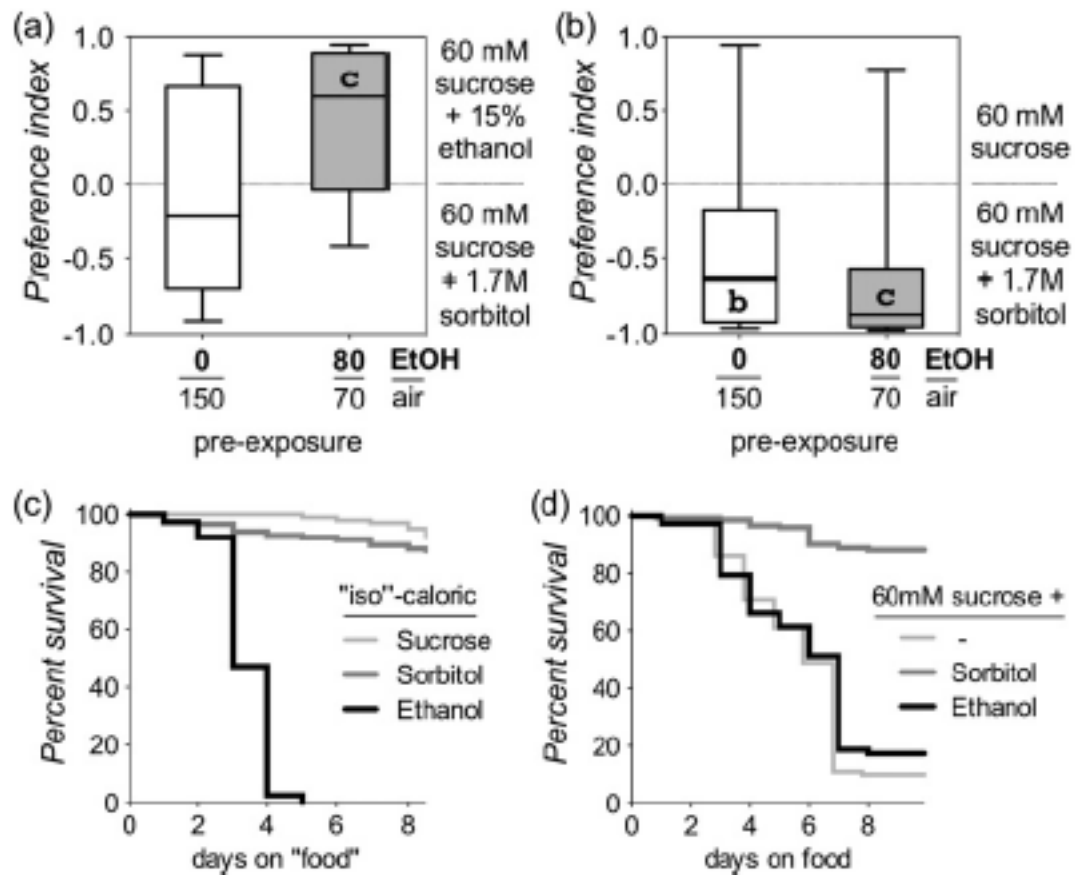 (a)
Preference index
1.0
0.5
0.0
-0.5
-1.0
c
60 mM
sucrose
+ 15%
ethanol
60 mM
sucrose
+ 1.7M
sorbitol
0 80 EtOH
150 70 air
pre-exposure
(b)
Preference index
1.0
0.5
0.0
-0.5
-1.0
b c
60 mM
sucrose
60 mM
sucrose
+ 1.7M
sorbitol
0 80 EtOH
150 70 air
pre-exposure
(c)
Percent survival
100
80
60
40
20
0
"iso"-caloric
Sucrose
Sorbitol
Ethanol
0 2 4 6 8
days on "food"
(d)
Percent survival
100
80
60
40
20
0
60mM sucrose +
-
Sorbitol
Ethanol
0 2 4 6 8
days on food